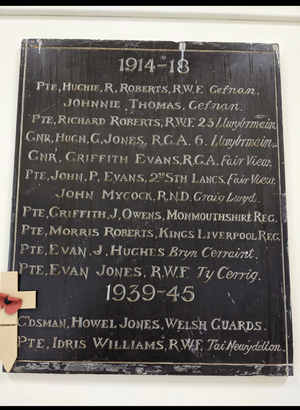 1914-18
Pte, Hughie, R. Roberts, R.W.F. Cefnan.
Johnnie Thomas, Cefnan.
Pte, Richard Roberts, R.W.F. 25 Llwybrmain.
Gnr, Hugh, G, Jones, R.G.A. 6. Llwybrmain.
Gnr, Griffith Evans, R.G.A. Fair View.
Pte, John, P. Evans, 2nd Sth Lancs, Fair View.
John Mycock, R.N.D. Graig Lwyd.
Pte, Griffith, J, Owens, Monmouthshire Reg.
Pte, Morris Roberts, Kings Liverpool Reg.
Pte, Evan J, Hughes Bryn Cerraint.
Pte, Evan Jones, R.W.F. Ty Cerrig.
1939-45
G'dsman, Howel Jones, Welsh Guards.
Pte, Idris Williams, R.W.F. Tai Newyddion.